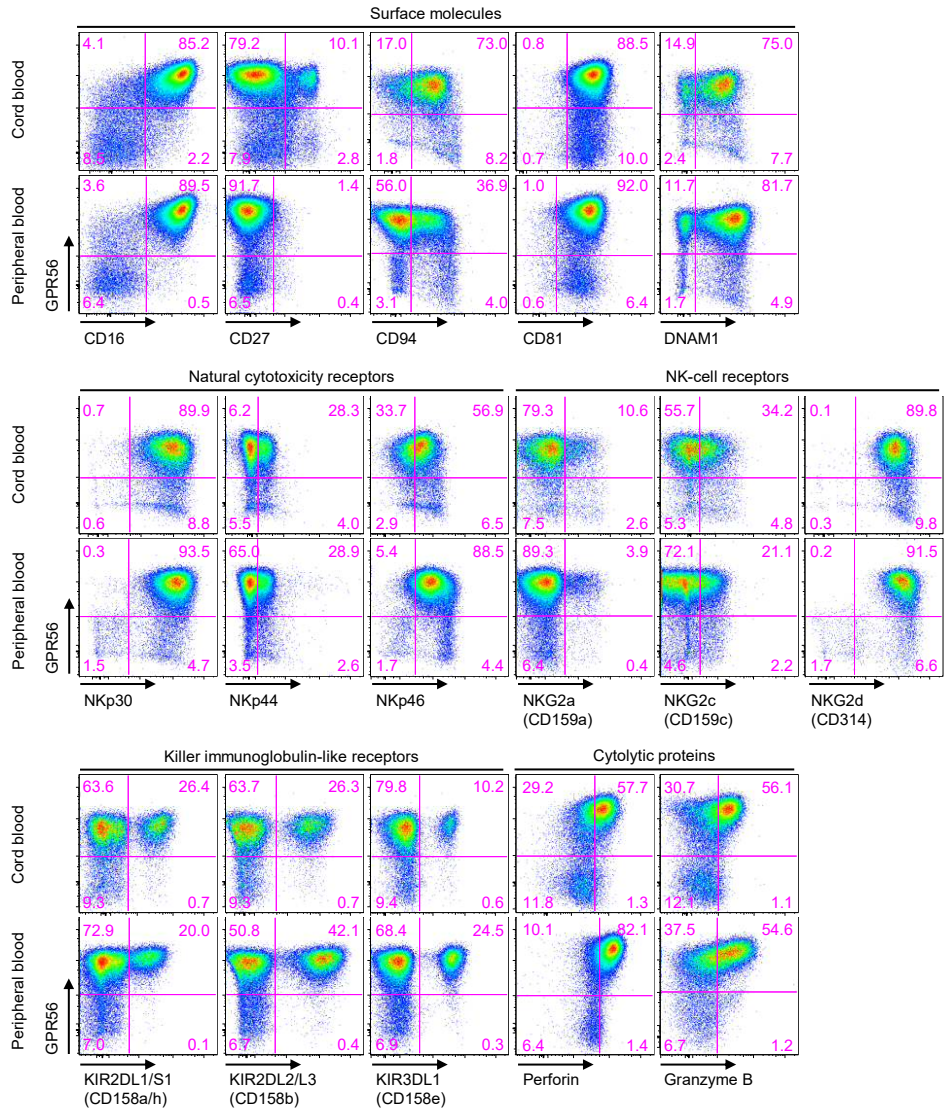 Surface molecules
Cord blood
4.1 85.2 79.2 10.1 17.0 73.0 0.8 88.5 14.9 75.0
2.2 2.8 1.8 8.2 0.7 10.0 2.4 7.7
Peripheral blood
GPR56
3.6 89.5 91.7 1.4 56.0 36.9 1.0 92.0 11.7 81.7
6.4 0.5 6.5 0.4 3.1 4.0 0.6 6.4 1.7 4.9
CD16 CD27 CD94 CD81 DNAM1
Natural cytotoxicity receptors NK-cell receptors
Cord blood
0.7 89.9 6.2 28.3 33.7 56.9 79.3 10.6 55.7 34.2 0.1 89.8
0.6 8.8 5.5 4.0 2.9 6.5 7.5 2.6 5.3 4.8 0.3 9.8
Peripheral blood
GPR56
0.3 93.5 65.0 28.9 5.4 88.5 89.3 3.9 72.1 21.1 0.2 91.5
1.5 4.7 3.5 2.6 1.7 4.4 6.4 0.4 4.6 2.2 1.7 6.6
NKp30 NKp44 NKp46 NKG2a NKG2c NKG2d
(CD159a) (CD159c) (CD314)
Killer immunoglobulin-like receptors Cytolytic proteins
Cord blood
63.6 26.4 63.7 26.3 79.8 10.2 29.2 57.7 30.7 56.1
9.3 0.7 9.3 0.7 9.4 0.6 11.8 1.3 12.1 1.1
Peripheral blood
GPR56
72.9 20.0 50.8 42.1 68.4 24.5 10.1 82.1 37.5 54.6
7.0 0.1 6.7 0.4 6.9 0.3 6.4 1.4 6.7 1.2
KIR2DL1/S1 KIR2DL2/L3 KIR3DL1 Perforin Granzyme B
(CD158a/h) (CD158b) (CD158e)